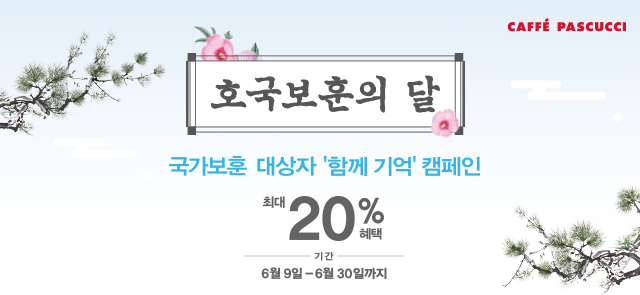 CAFFÉ PASCUCCI
호국보훈의 달
국가보훈 대상자 '함께 기억' 캠페인
최대 20% 혜택
기간
6월 9일 – 6월 30일까지